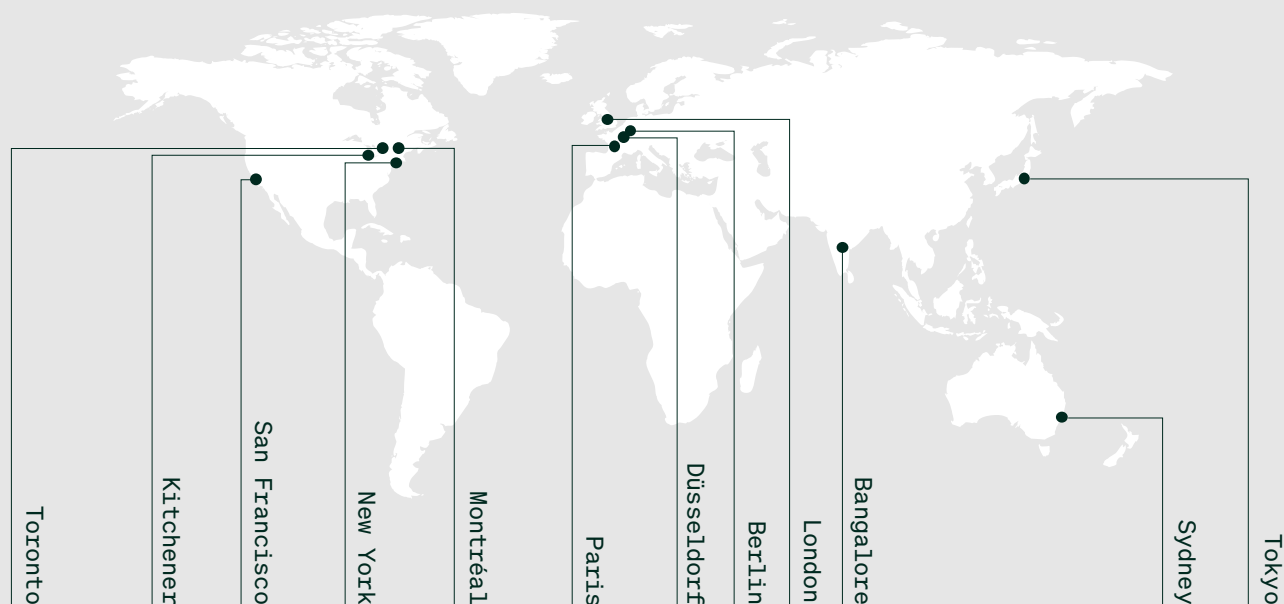 Toronto
Kitchener
San Francisco
New York
Montréal
Paris
Düsseldorf
Berlin
London
Bangalore
Sydney
Tokyo